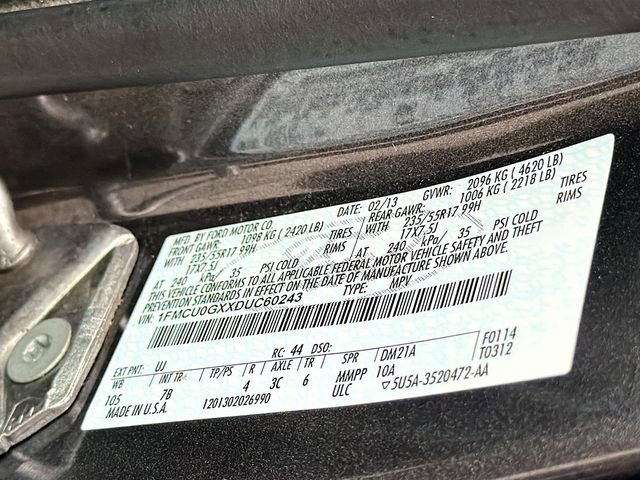 MFD. BY FORD MOTOR CO. DATE: 02/13 GVWR: 2096 KG ( 4620 LB)
FRONT GAWR: 1098 KG ( 2420 LB) REAR GAWR: 1006 KG ( 2218 LB)
WITH 235/55R17 99H TIRES WITH 235/55R17 99H TIRES
17X7.5J RIMS 17X7.5J RIMS
AT 240 kPa/ 35 PSI COLD AT 240 kPa/ 35 PSI COLD
THIS VEHICLE CONFORMS TO ALL APPLICABLE FEDERAL MOTOR VEHICLE SAFETY AND THEFT
PREVENTION STANDARDS IN EFFECT ON THE DATE OF MANUFACTURE SHOWN ABOVE.
VIN: 1FMCU0GXXDUC60243 TYPE: MPV
EXT PNT: UJ RC: 44 DSO: F0114
WB INT TR TP/PS R AXLE TR SPR DM21A T0312
105 7B 4 3C 6 MMPP 10A
MADE IN U.S.A. 1201302026990 ULC ▽5U5A-3520472-AA